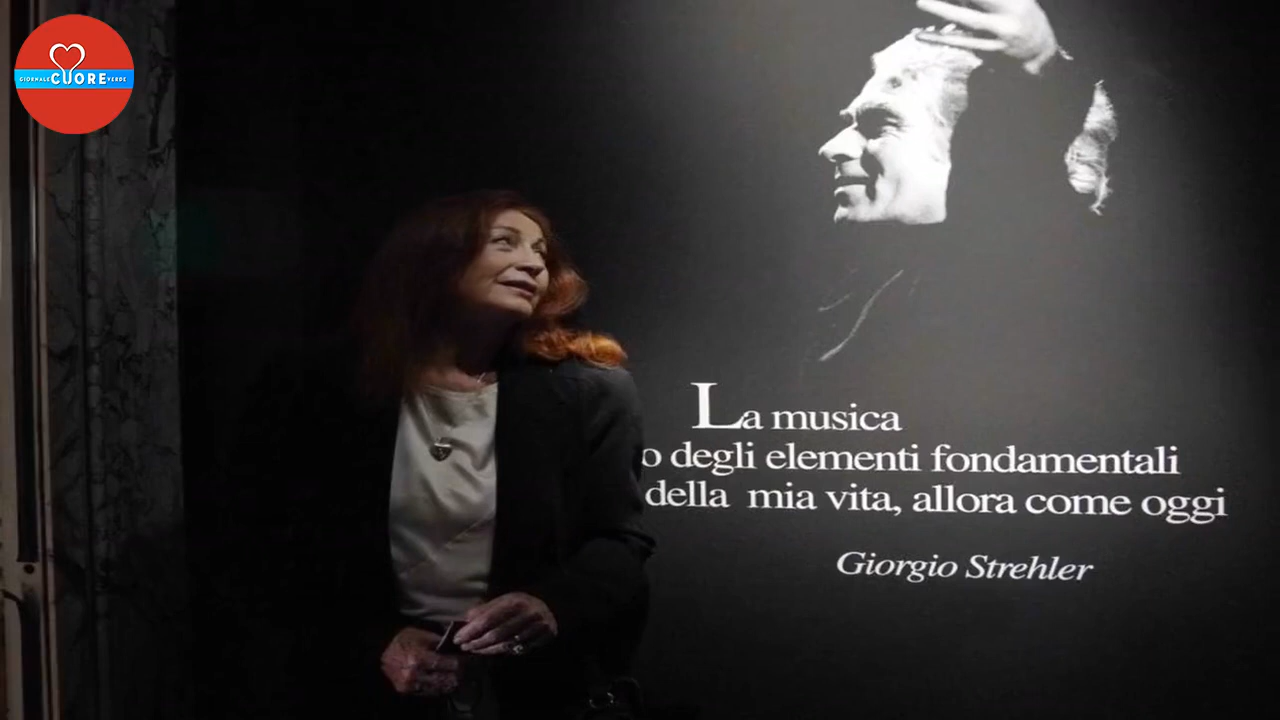 GIORNALE CUORE VERDE
La musica
o degli elementi fondamentali
della mia vita, allora come oggi
Giorgio Strehler